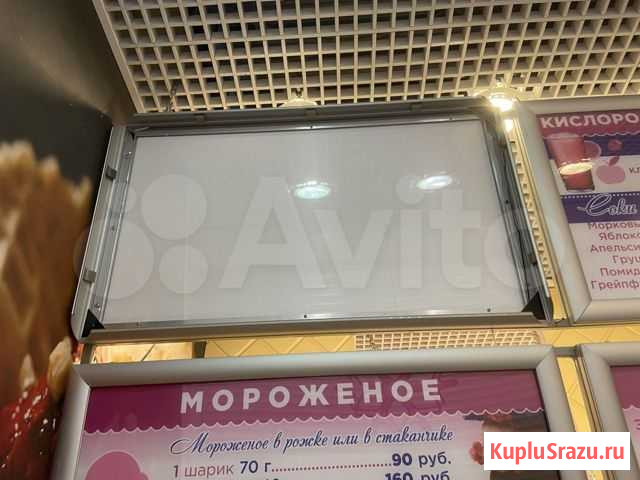 Avito
КИСЛОРО
Соки
Морковь
Яблоко
Апельси
Груш
Помид
Грейпф
МОРОЖЕНОЕ
Мороженое в рожке или в стаканчике
1 шарик 70 г. 90 руб.
160 руб.
KupluSrazu.ru